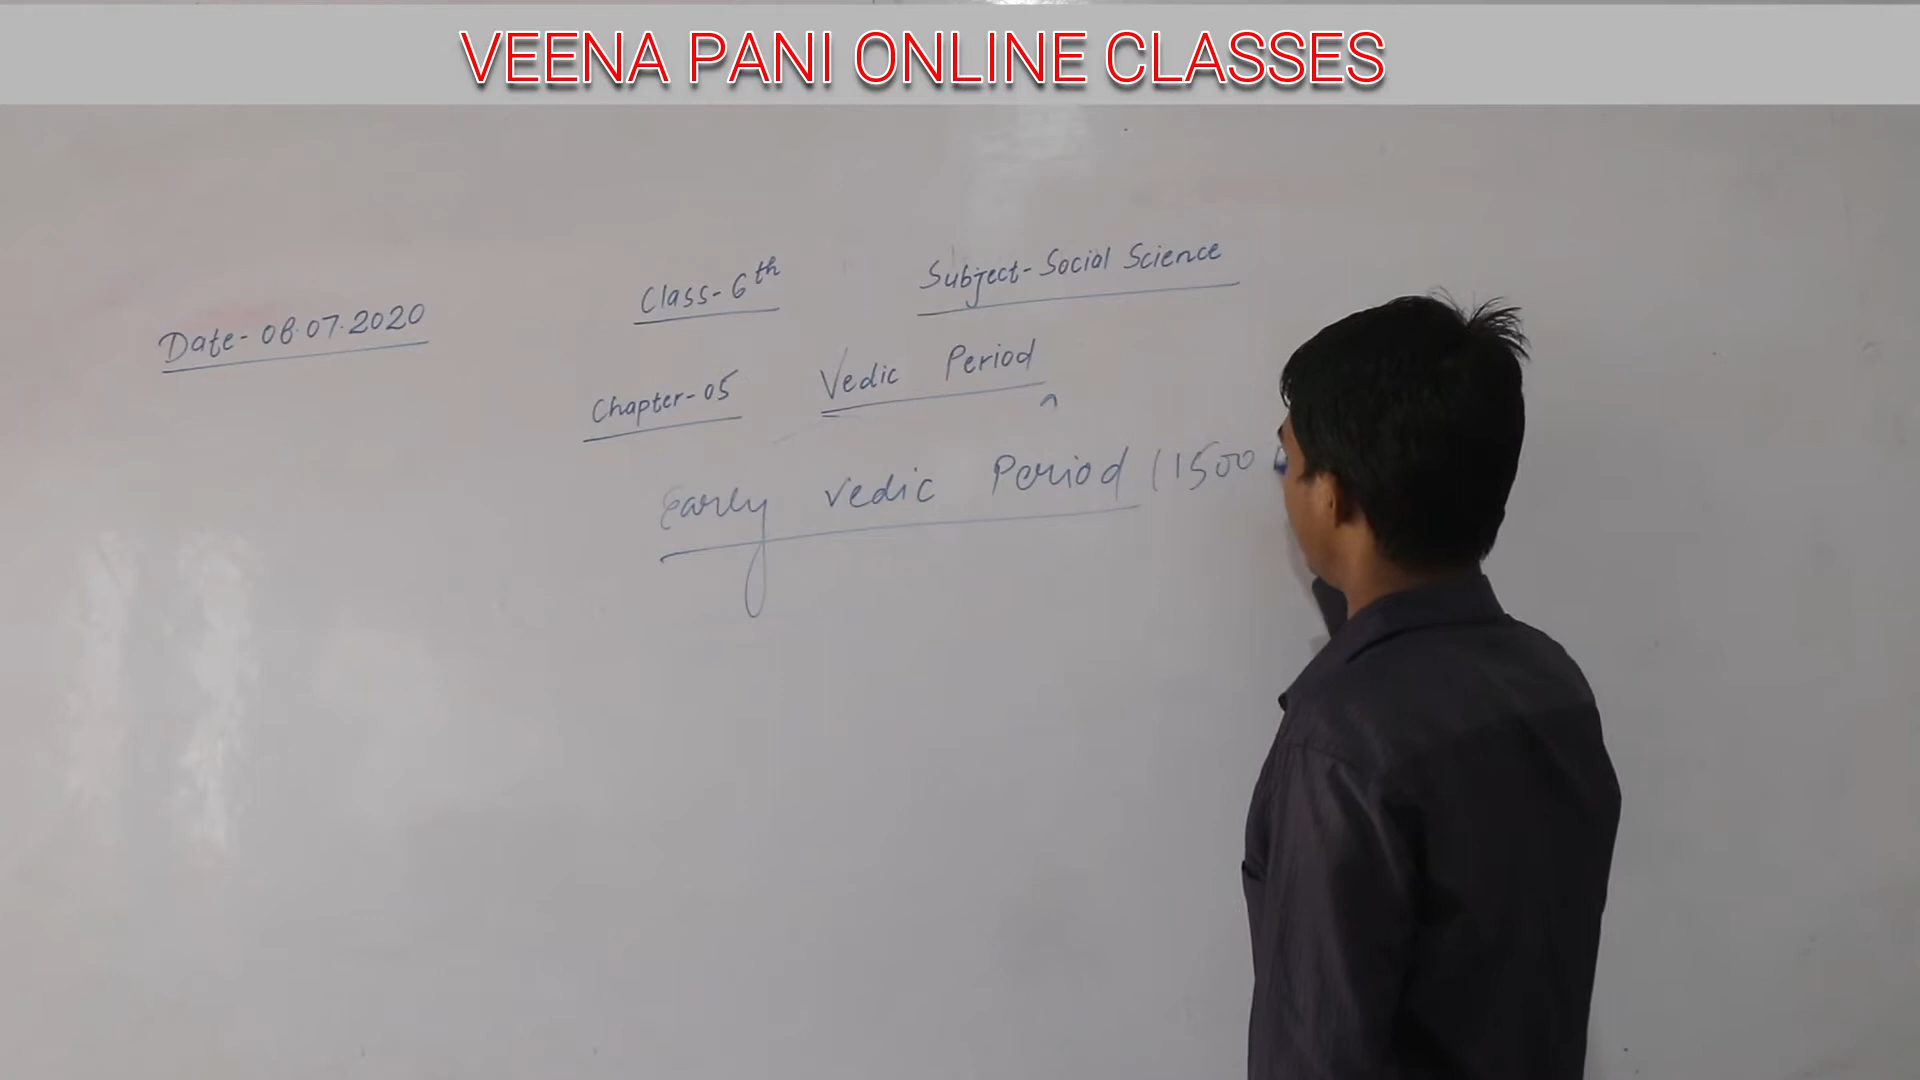 VEENA PANI ONLINE CLASSES
Date- 08.07.2020
Class- 6th
Subject- Social Science
Chapter-05 Vedic Period
Early vedic Period (1500